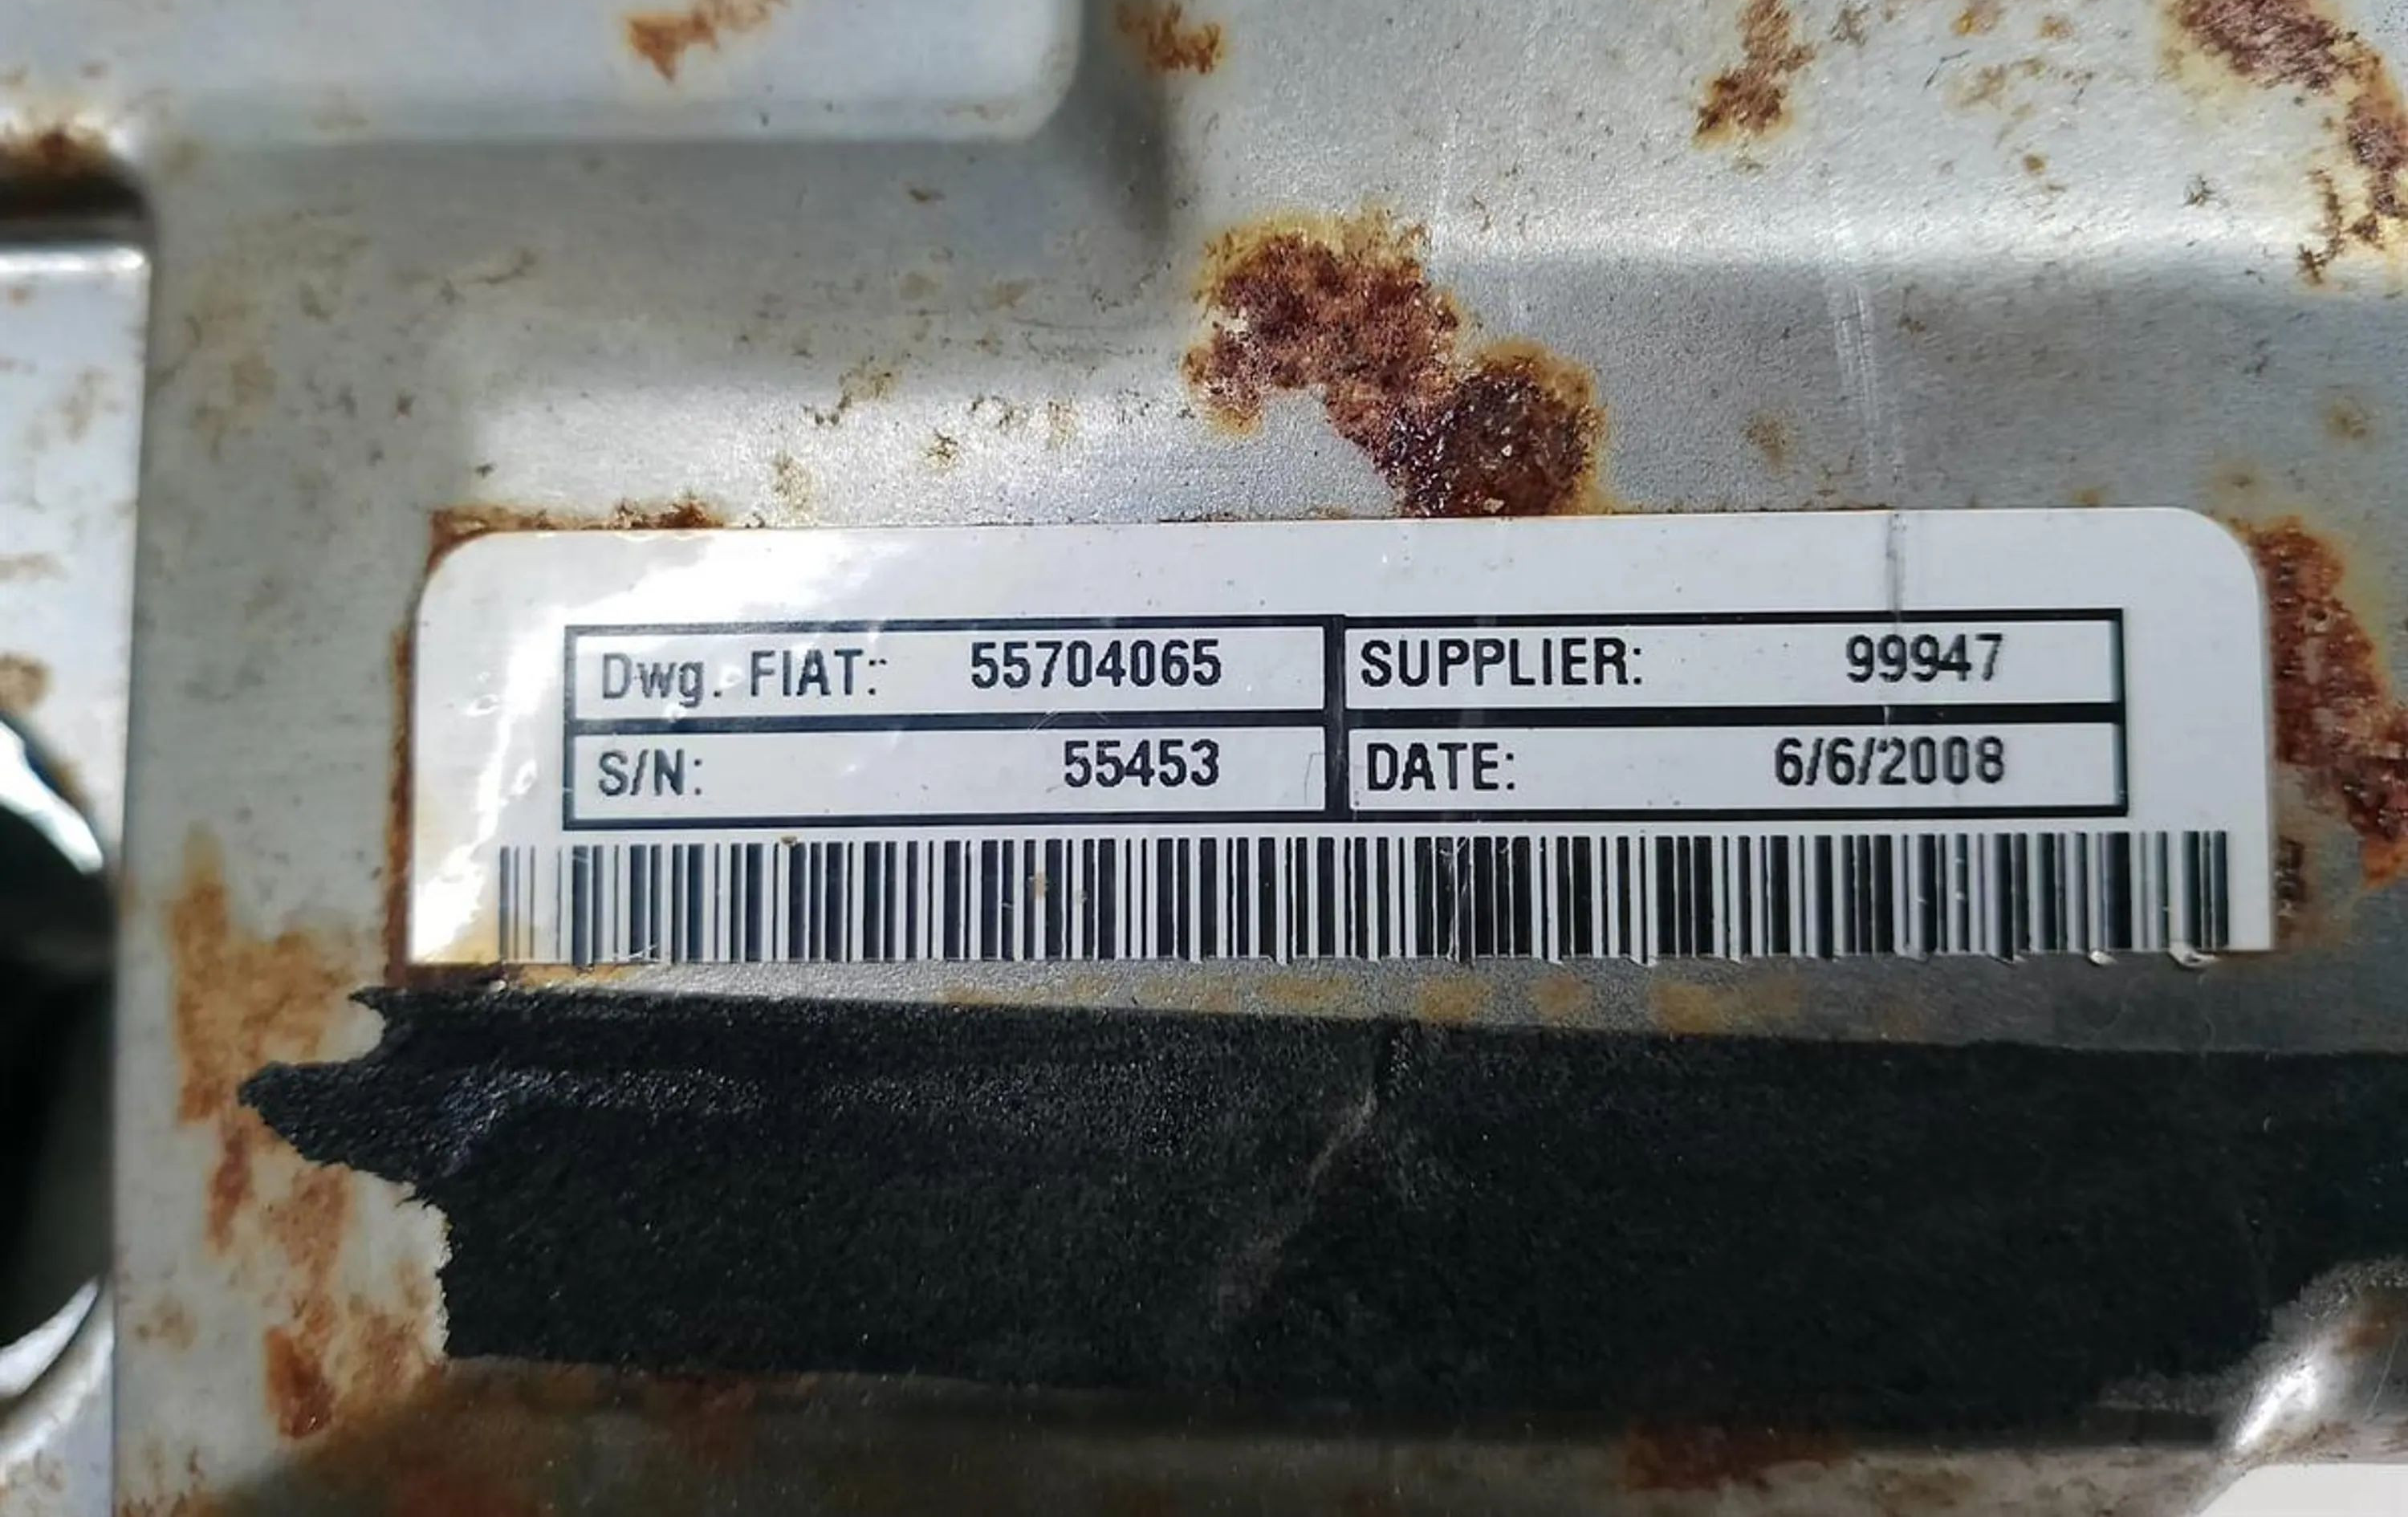 Dwg. FIAT: 55704065 SUPPLIER: 99947
S/N: 55453 DATE: 6/6/2008